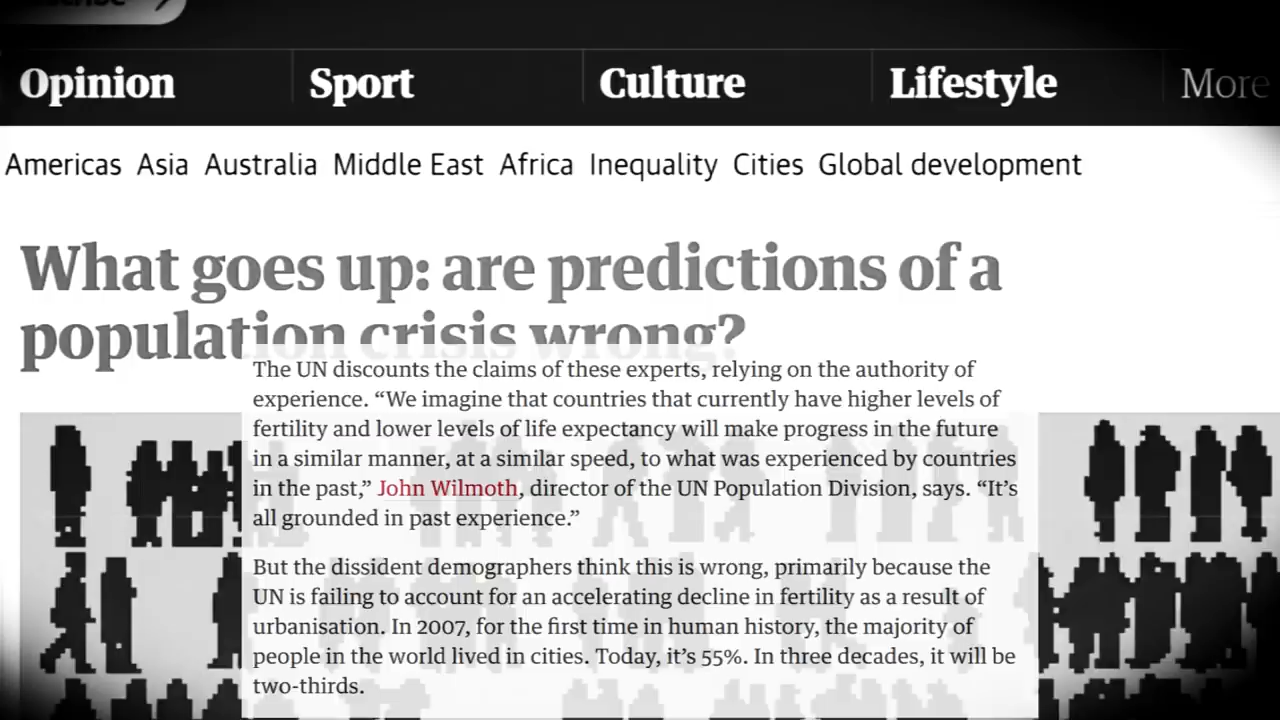 Opinion Sport Culture Lifestyle More
Americas Asia Australia Middle East Africa Inequality Cities Global development
What goes up: are predictions of a
population crisis wrong?
The UN discounts the claims of these experts, relying on the authority of
experience. “We imagine that countries that currently have higher levels of
fertility and lower levels of life expectancy will make progress in the future
in a similar manner, at a similar speed, to what was experienced by countries
in the past,” John Wilmoth, director of the UN Population Division, says. “It’s
all grounded in past experience.”
But the dissident demographers think this is wrong, primarily because the
UN is failing to account for an accelerating decline in fertility as a result of
urbanisation. In 2007, for the first time in human history, the majority of
people in the world lived in cities. Today, it’s 55%. In three decades, it will be
two-thirds.